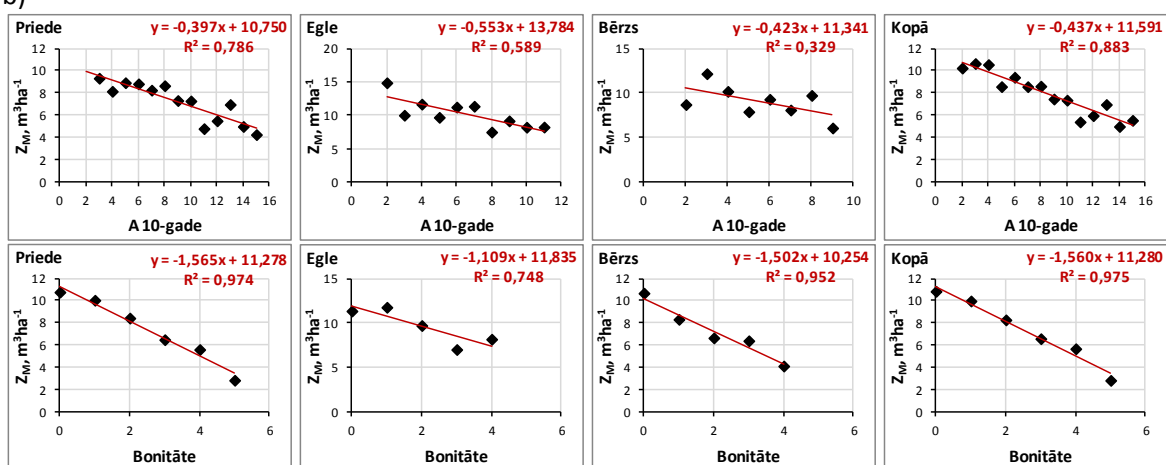 b)
Priede
y = -0,397x + 10,750
R² = 0,786
Z_M, m³ha⁻¹
12
10
8
6
4
2
0
0 2 4 6 8 10 12 14 16
A 10-gade
Egle
y = -0,553x + 13,784
R² = 0,589
Z_M, m³ha⁻¹
20
15
10
5
0
0 2 4 6 8 10 12
A 10-gade
Bērzs
y = -0,423x + 11,341
R² = 0,329
Z_M, m³ha⁻¹
15
10
5
0
0 2 4 6 8 10
A 10-gade
Kopā
y = -0,437x + 11,591
R² = 0,883
Z_M, m³ha⁻¹
12
10
8
6
4
2
0
0 2 4 6 8 10 12 14 16
A 10-gade
Priede
y = -1,565x + 11,278
R² = 0,974
Z_M, m³ha⁻¹
12
10
8
6
4
2
0
0 2 4 6
Bonitāte
Egle
y = -1,109x + 11,835
R² = 0,748
Z_M, m³ha⁻¹
15
10
5
0
0 2 4 6
Bonitāte
Bērzs
y = -1,502x + 10,254
R² = 0,952
Z_M, m³ha⁻¹
12
10
8
6
4
2
0
0 2 4 6
Bonitāte
Kopā
y = -1,560x + 11,280
R² = 0,975
Z_M, m³ha⁻¹
12
10
8
6
4
2
0
0 2 4 6
Bonitāte